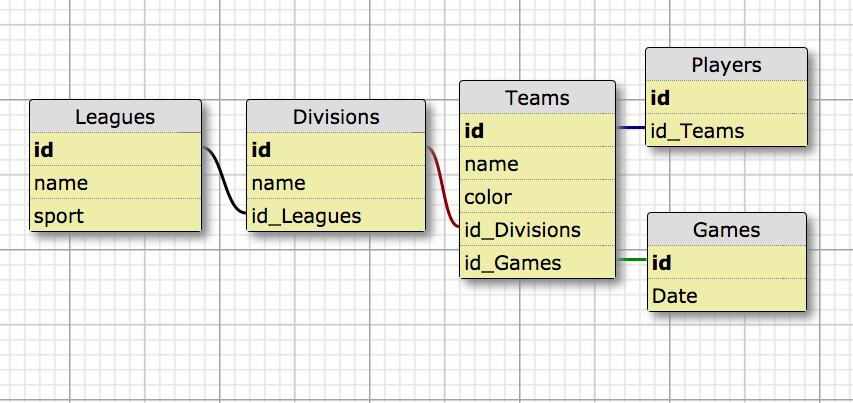 Leagues
id
name
sport
Divisions
id
name
id_Leagues
Teams
id
name
color
id_Divisions
id_Games
Players
id
id_Teams
Games
id
Date